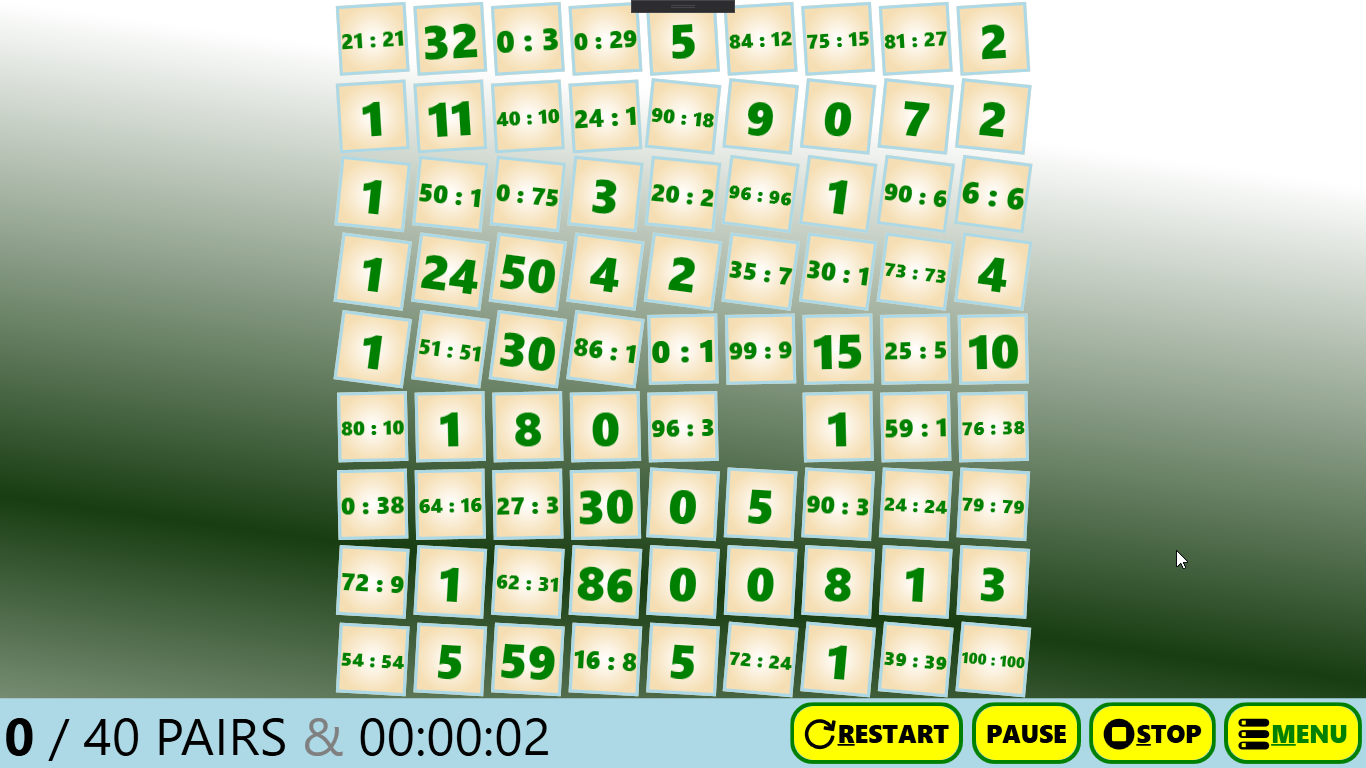 21 : 21 32 0 : 3 0 : 29 5 84 : 12 75 : 15 81 : 27 2
1 11 40 : 10 24 : 1 90 : 18 9 0 7 2
1 50 : 1 0 : 75 3 20 : 2 96 : 96 1 90 : 6 6 : 6
1 24 50 4 2 35 : 7 30 : 1 73 : 73 4
1 51 : 51 30 86 : 1 0 : 1 99 : 9 15 25 : 5 10
80 : 10 1 8 0 96 : 3 1 59 : 1 76 : 38
0 : 38 64 : 16 27 : 3 30 0 5 90 : 3 24 : 24 79 : 79
72 : 9 1 62 : 31 86 0 0 8 1 3
54 : 54 5 59 16 : 8 5 72 : 24 1 39 : 39 100 : 100
0 / 40 PAIRS & 00:00:02 RESTART PAUSE STOP MENU